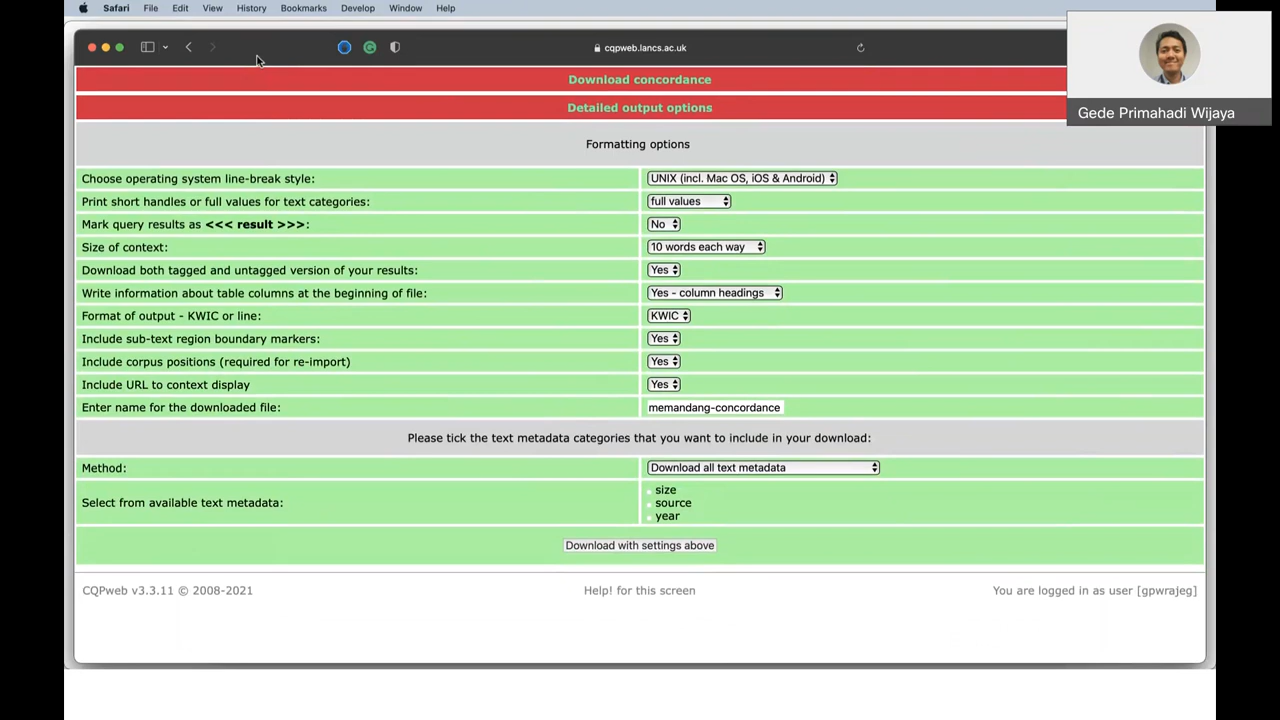 Safari File Edit View History Bookmarks Develop Window Help
cqpweb.lancs.ac.uk
Gede Primahadi Wijaya
Download concordance
Detailed output options
Formatting options
Choose operating system line-break style: UNIX (incl. Mac OS, iOS & Android)
Print short handles or full values for text categories: full values
Mark query results as <<< result >>>: No
Size of context: 10 words each way
Download both tagged and untagged version of your results: Yes
Write information about table columns at the beginning of file: Yes - column headings
Format of output - KWIC or line: KWIC
Include sub-text region boundary markers: Yes
Include corpus positions (required for re-import) Yes
Include URL to context display Yes
Enter name for the downloaded file: memandang-concordance
Please tick the text metadata categories that you want to include in your download:
Method: Download all text metadata
Select from available text metadata:
size
source
year
Download with settings above
CQPweb v3.3.11 © 2008-2021 Help! for this screen You are logged in as user [gpwrajeg]